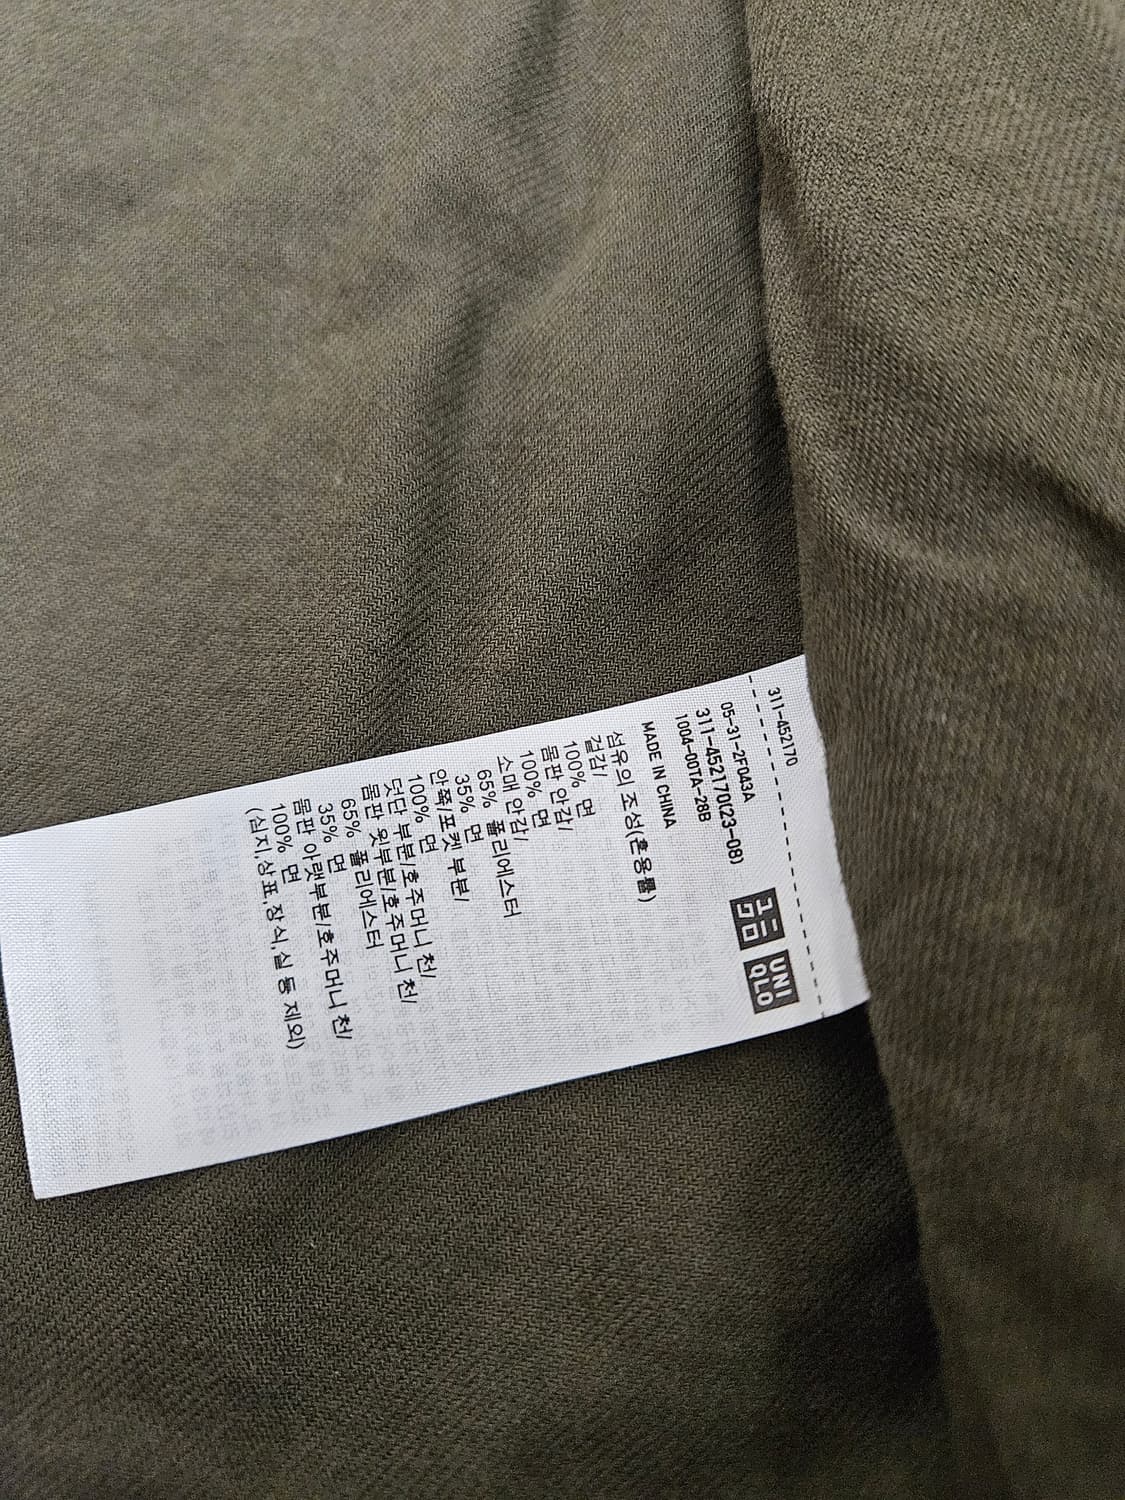 311-452170
05-31-2F043A
311-452170(23-08)
1004-00TA-28B
ユニ
クロ
UNI
QLO
MADE IN CHINA
섬유의 조성(혼용률)
겉감/
100% 면
몸판 안감/
100% 면
소매 안감/
65% 폴리에스터
35% 면
안쪽/포켓 부분/
100% 면
덧단 부분/호주머니 천/
몸판 윗부분/호주머니 천/
65% 폴리에스터
35% 면
몸판 아랫부분/호주머니 천/
100% 면
(심지,상표,장식,실 등 제외)